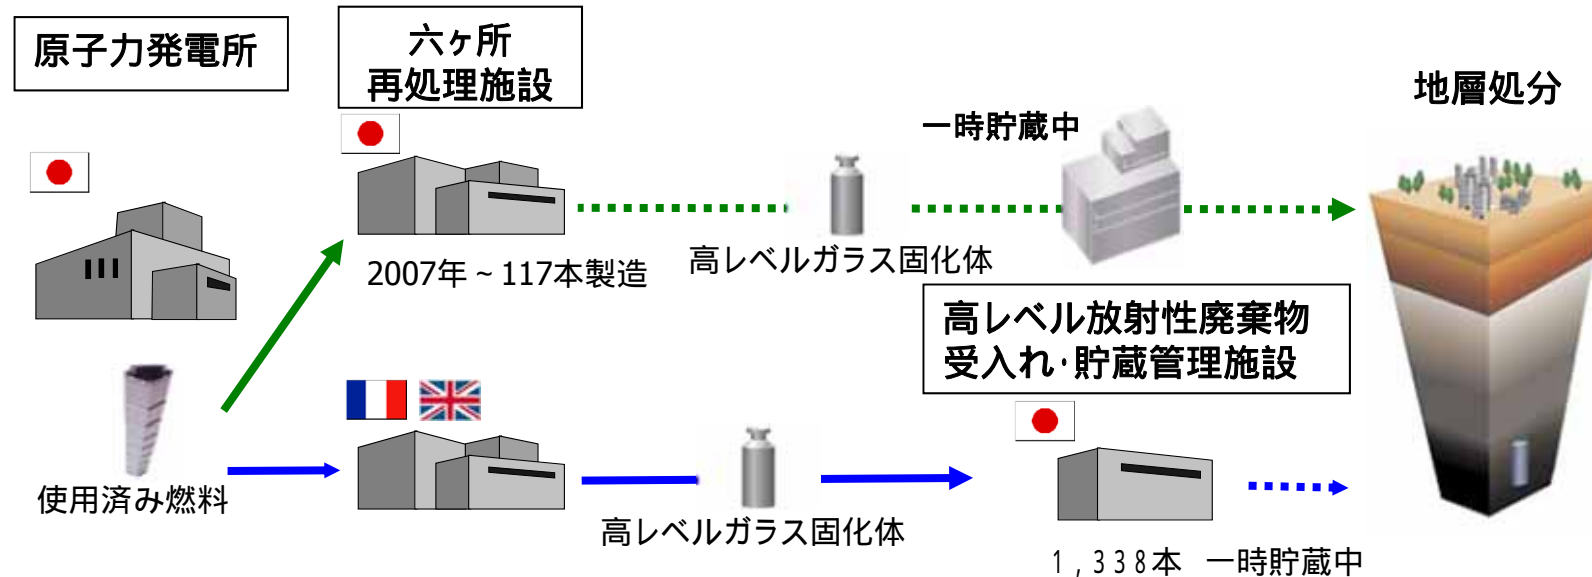 原子力発電所
六ヶ所
再処理施設
地層処分
一時貯蔵中
高レベルガラス固化体
2007年~117本製造
高レベル放射性廃棄物
受入れ・貯蔵管理施設
使用済み燃料
高レベルガラス固化体
1,338本 一時貯蔵中